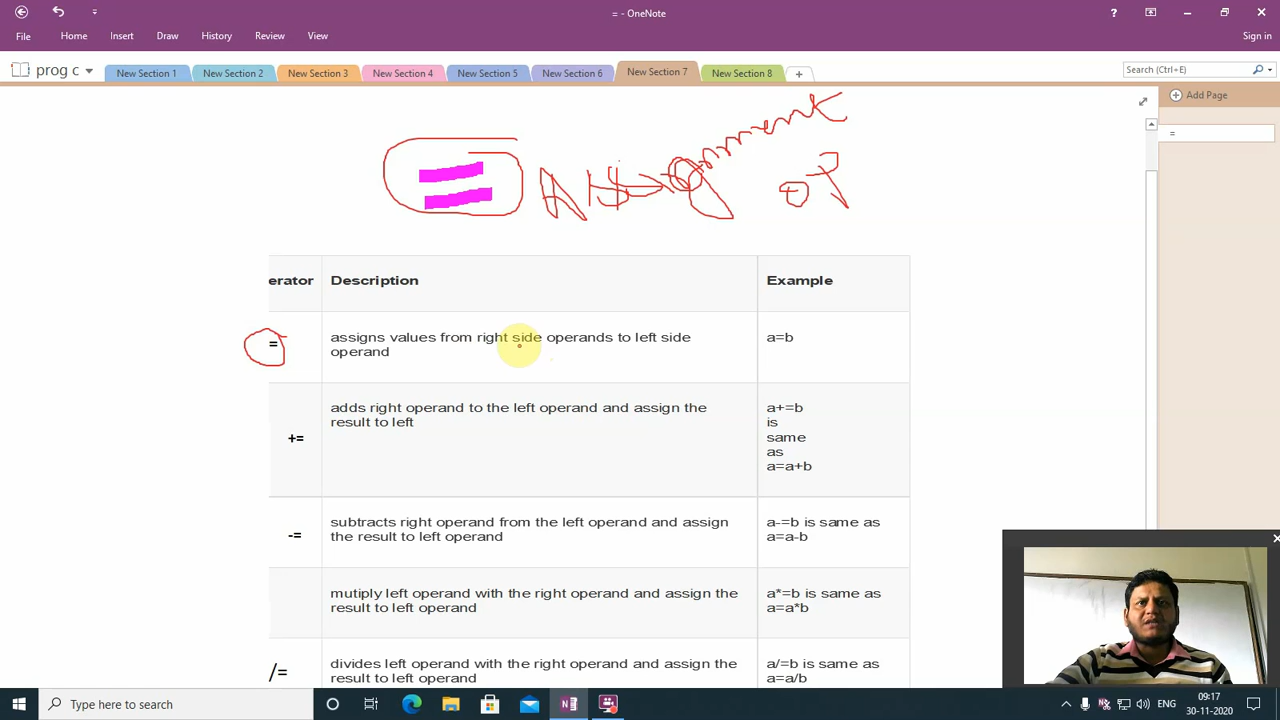 = - OneNote
Sign in
File Home Insert Draw History Review View
prog c New Section 1 New Section 2 New Section 3 New Section 4 New Section 5 New Section 6 New Section 7 New Section 8 +
Search (Ctrl+E)
Add Page
=
=
erator Description Example
= assigns values from right side operands to left side a=b
operand
adds right operand to the left operand and assign the a+=b
result to left is
+= same
as
a=a+b
subtracts right operand from the left operand and assign a-=b is same as
-= the result to left operand a=a-b
mutiply left operand with the right operand and assign the a*=b is same as
result to left operand a=a*b
divides left operand with the right operand and assign the a/=b is same as
/= result to left operand a=a/b
Type here to search
ENG
09:17
30-11-2020